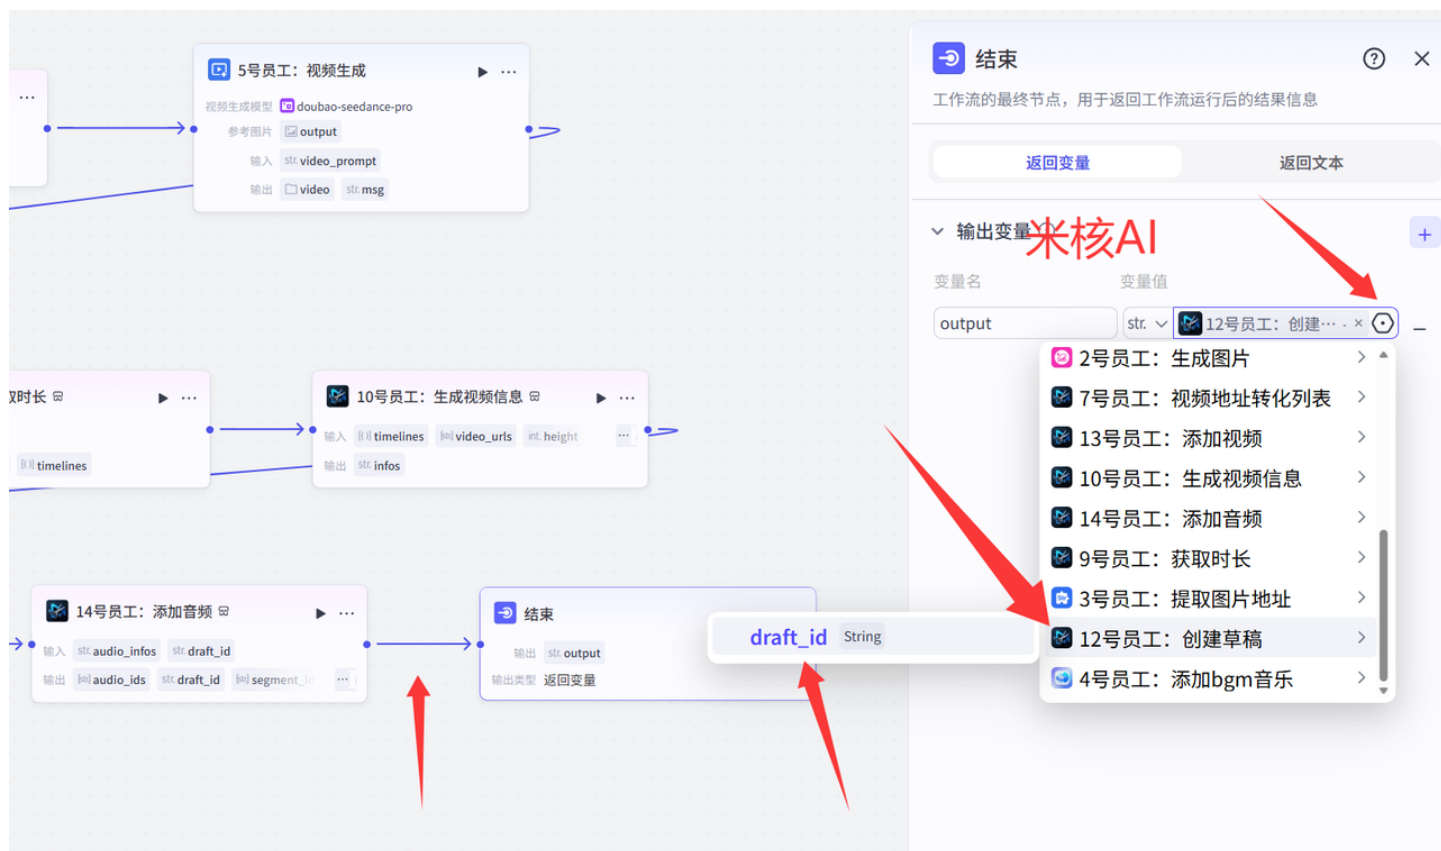 5号员工：视频生成
视频生成模型 doubao-seedance-pro
参考图片 output
输入 str. video_prompt
输出 video str. msg
取时长
timelines
10号员工：生成视频信息
输入 timelines video_urls int. height ...
输出 str. infos
14号员工：添加音频
输入 str. audio_infos str. draft_id
输出 audio_ids str. draft_id segment_id ...
结束
输出 str. output
输出类型 返回变量
draft_id String
结束
工作流的最终节点，用于返回工作流运行后的结果信息
返回变量 返回文本
输出变量
米核AI
变量名 变量值
output str. 12号员工：创建…
2号员工：生成图片
7号员工：视频地址转化列表
13号员工：添加视频
10号员工：生成视频信息
14号员工：添加音频
9号员工：获取时长
3号员工：提取图片地址
12号员工：创建草稿
4号员工：添加bgm音乐